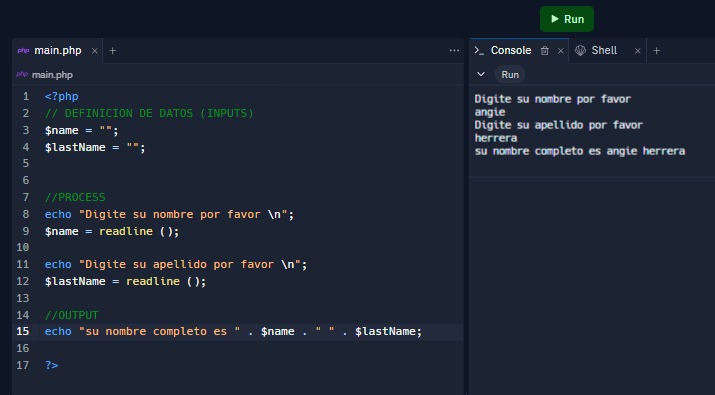 Run
php main.php
php main.php
1 <?php
2 // DEFINICION DE DATOS (INPUTS)
3 $name = "";
4 $lastName = "";
5
6
7 //PROCESS
8 echo "Digite su nombre por favor \n";
9 $name = readline ();
10
11 echo "Digite su apellido por favor \n";
12 $lastName = readline ();
13
14 //OUTPUT
15 echo "su nombre completo es " . $name . " " . $lastName;
16
17 ?>
Console
Shell
Run
Digite su nombre por favor
angie
Digite su apellido por favor
herrera
su nombre completo es angie herrera